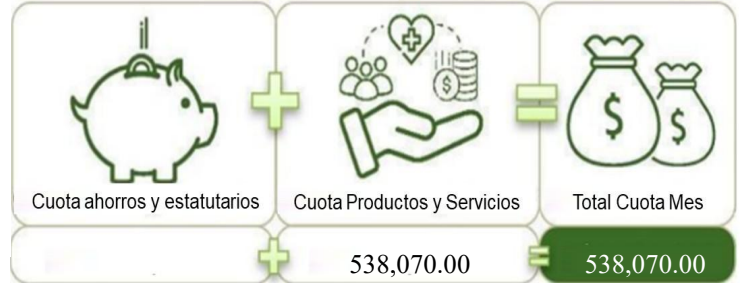 Cuota ahorros y estatutarios
Cuota Productos y Servicios
Total Cuota Mes
538,070.00
538,070.00